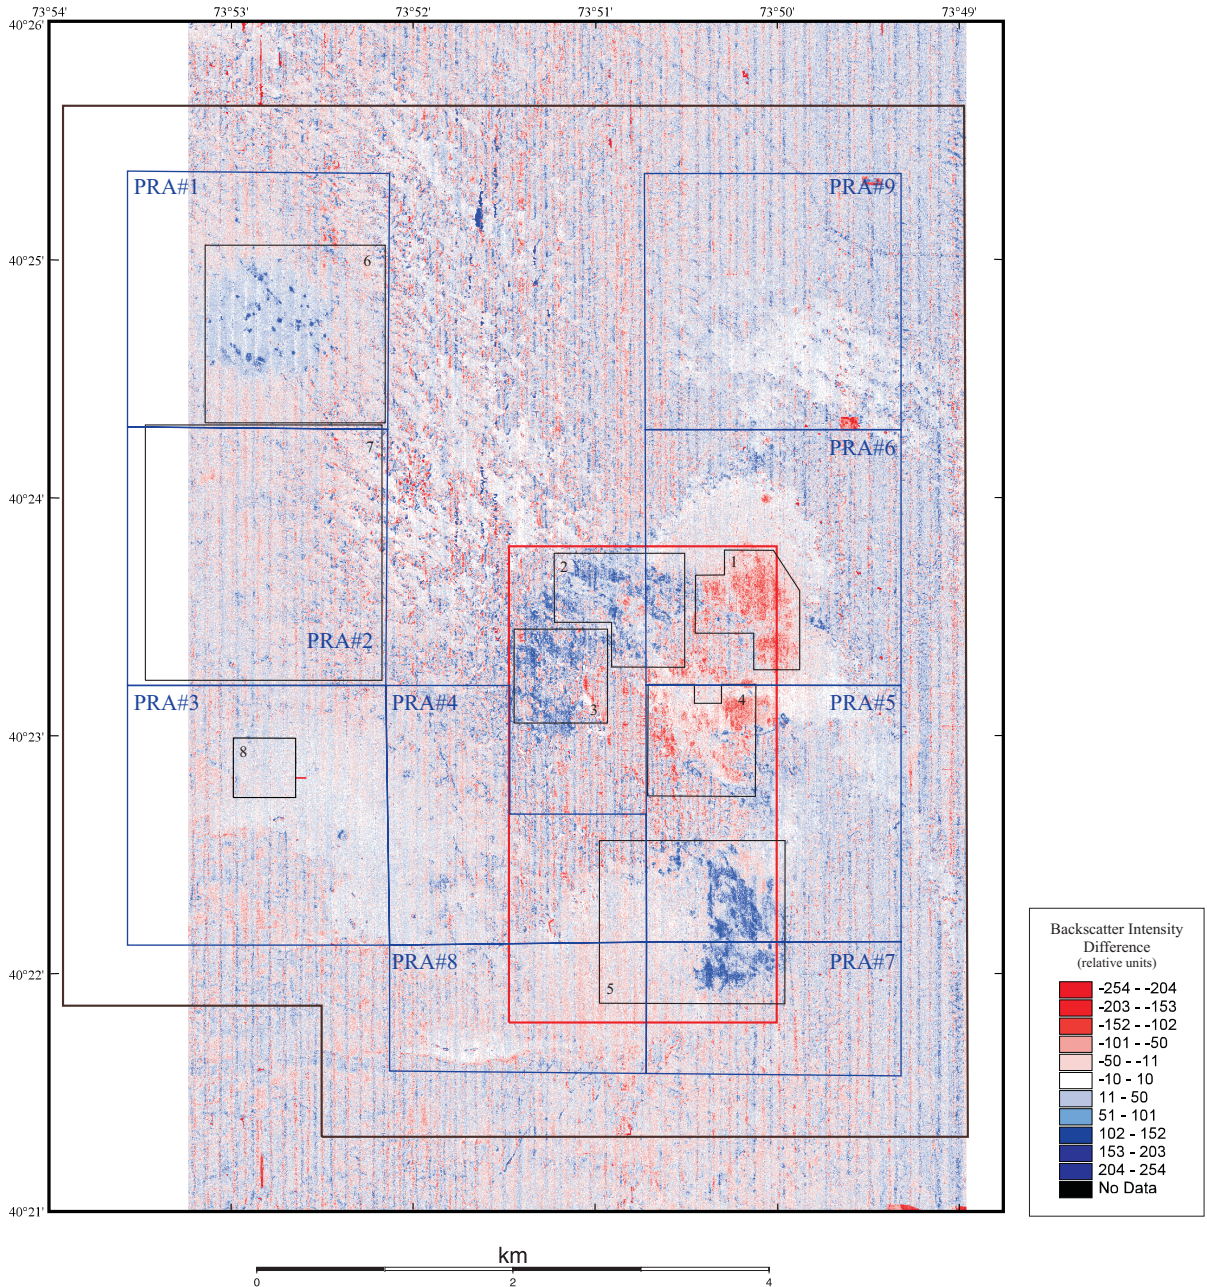 73°54' 73°53' 73°52' 73°51' 73°50' 73°49'
40°26'
PRA#1 PRA#9
40°25'
6
PRA#6
7
40°24'
2 1
PRA#2
PRA#3 PRA#4 PRA#5
3 4
40°23'
8
40°22'
PRA#8 PRA#7
5
40°21'
Backscatter Intensity
Difference
(relative units)
-254 - -204
-203 - -153
-152 - -102
-101 - -50
-50 - -11
-10 - 10
11 - 50
51 - 101
102 - 152
153 - 203
204 - 254
No Data
km
0 2 4